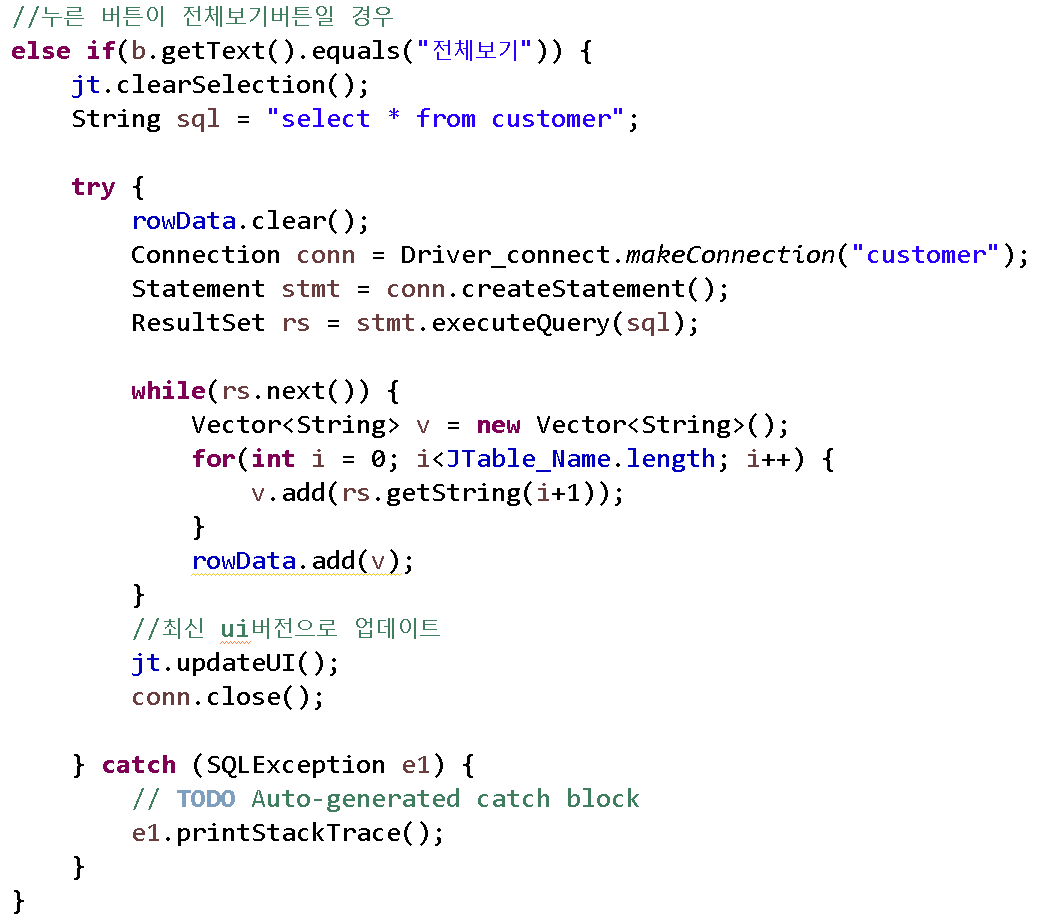 //누른 버튼이 전체보기버튼일 경우
else if(b.getText().equals("전체보기")) {
    jt.clearSelection();
    String sql = "select * from customer";

    try {
        rowData.clear();
        Connection conn = Driver_connect.makeConnection("customer");
        Statement stmt = conn.createStatement();
        ResultSet rs = stmt.executeQuery(sql);

        while(rs.next()) {
            Vector<String> v = new Vector<String>();
            for(int i = 0; i<JTable_Name.length; i++) {
                v.add(rs.getString(i+1));
            }
            rowData.add(v);
        }
        //최신 ui버전으로 업데이트
        jt.updateUI();
        conn.close();

    } catch (SQLException e1) {
        // TODO Auto-generated catch block
        e1.printStackTrace();
    }
}